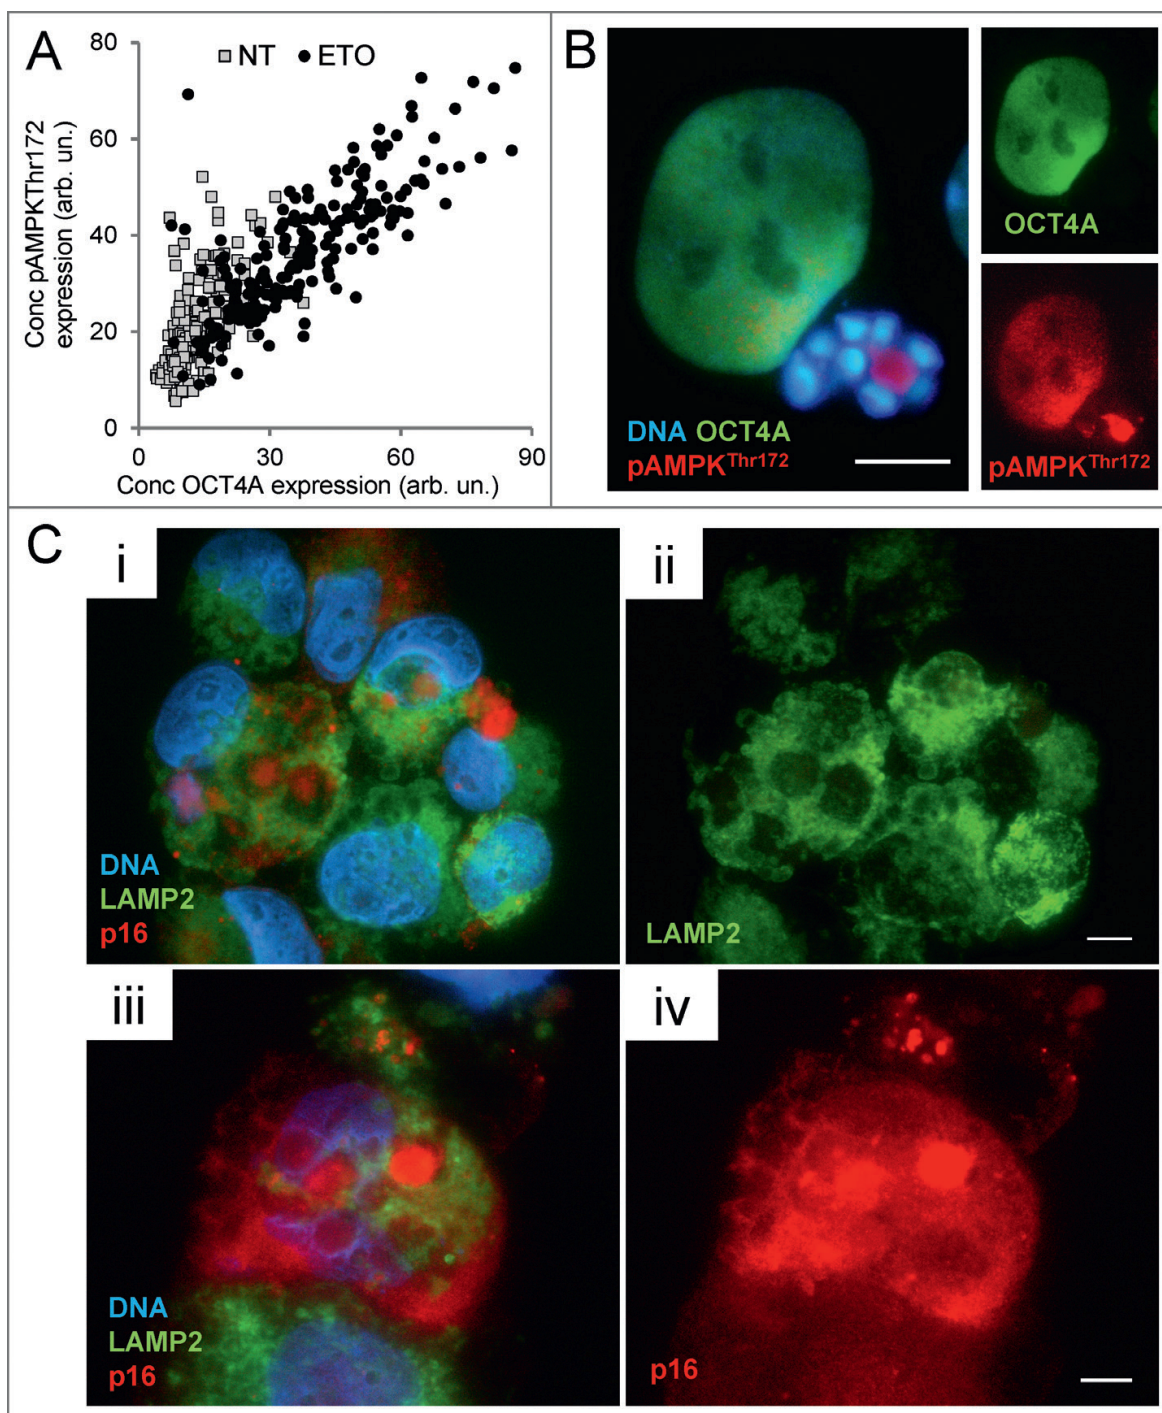 A
80
60
40
20
0
0 30 60 90
NT ETO
Conc pAMPKThr172
expression (arb. un.)
Conc OCT4A expression (arb. un.)
B
DNA OCT4A
pAMPKThr172
OCT4A
pAMPKThr172
C
i
DNA
LAMP2
p16
ii
LAMP2
iii
DNA
LAMP2
p16
iv
p16